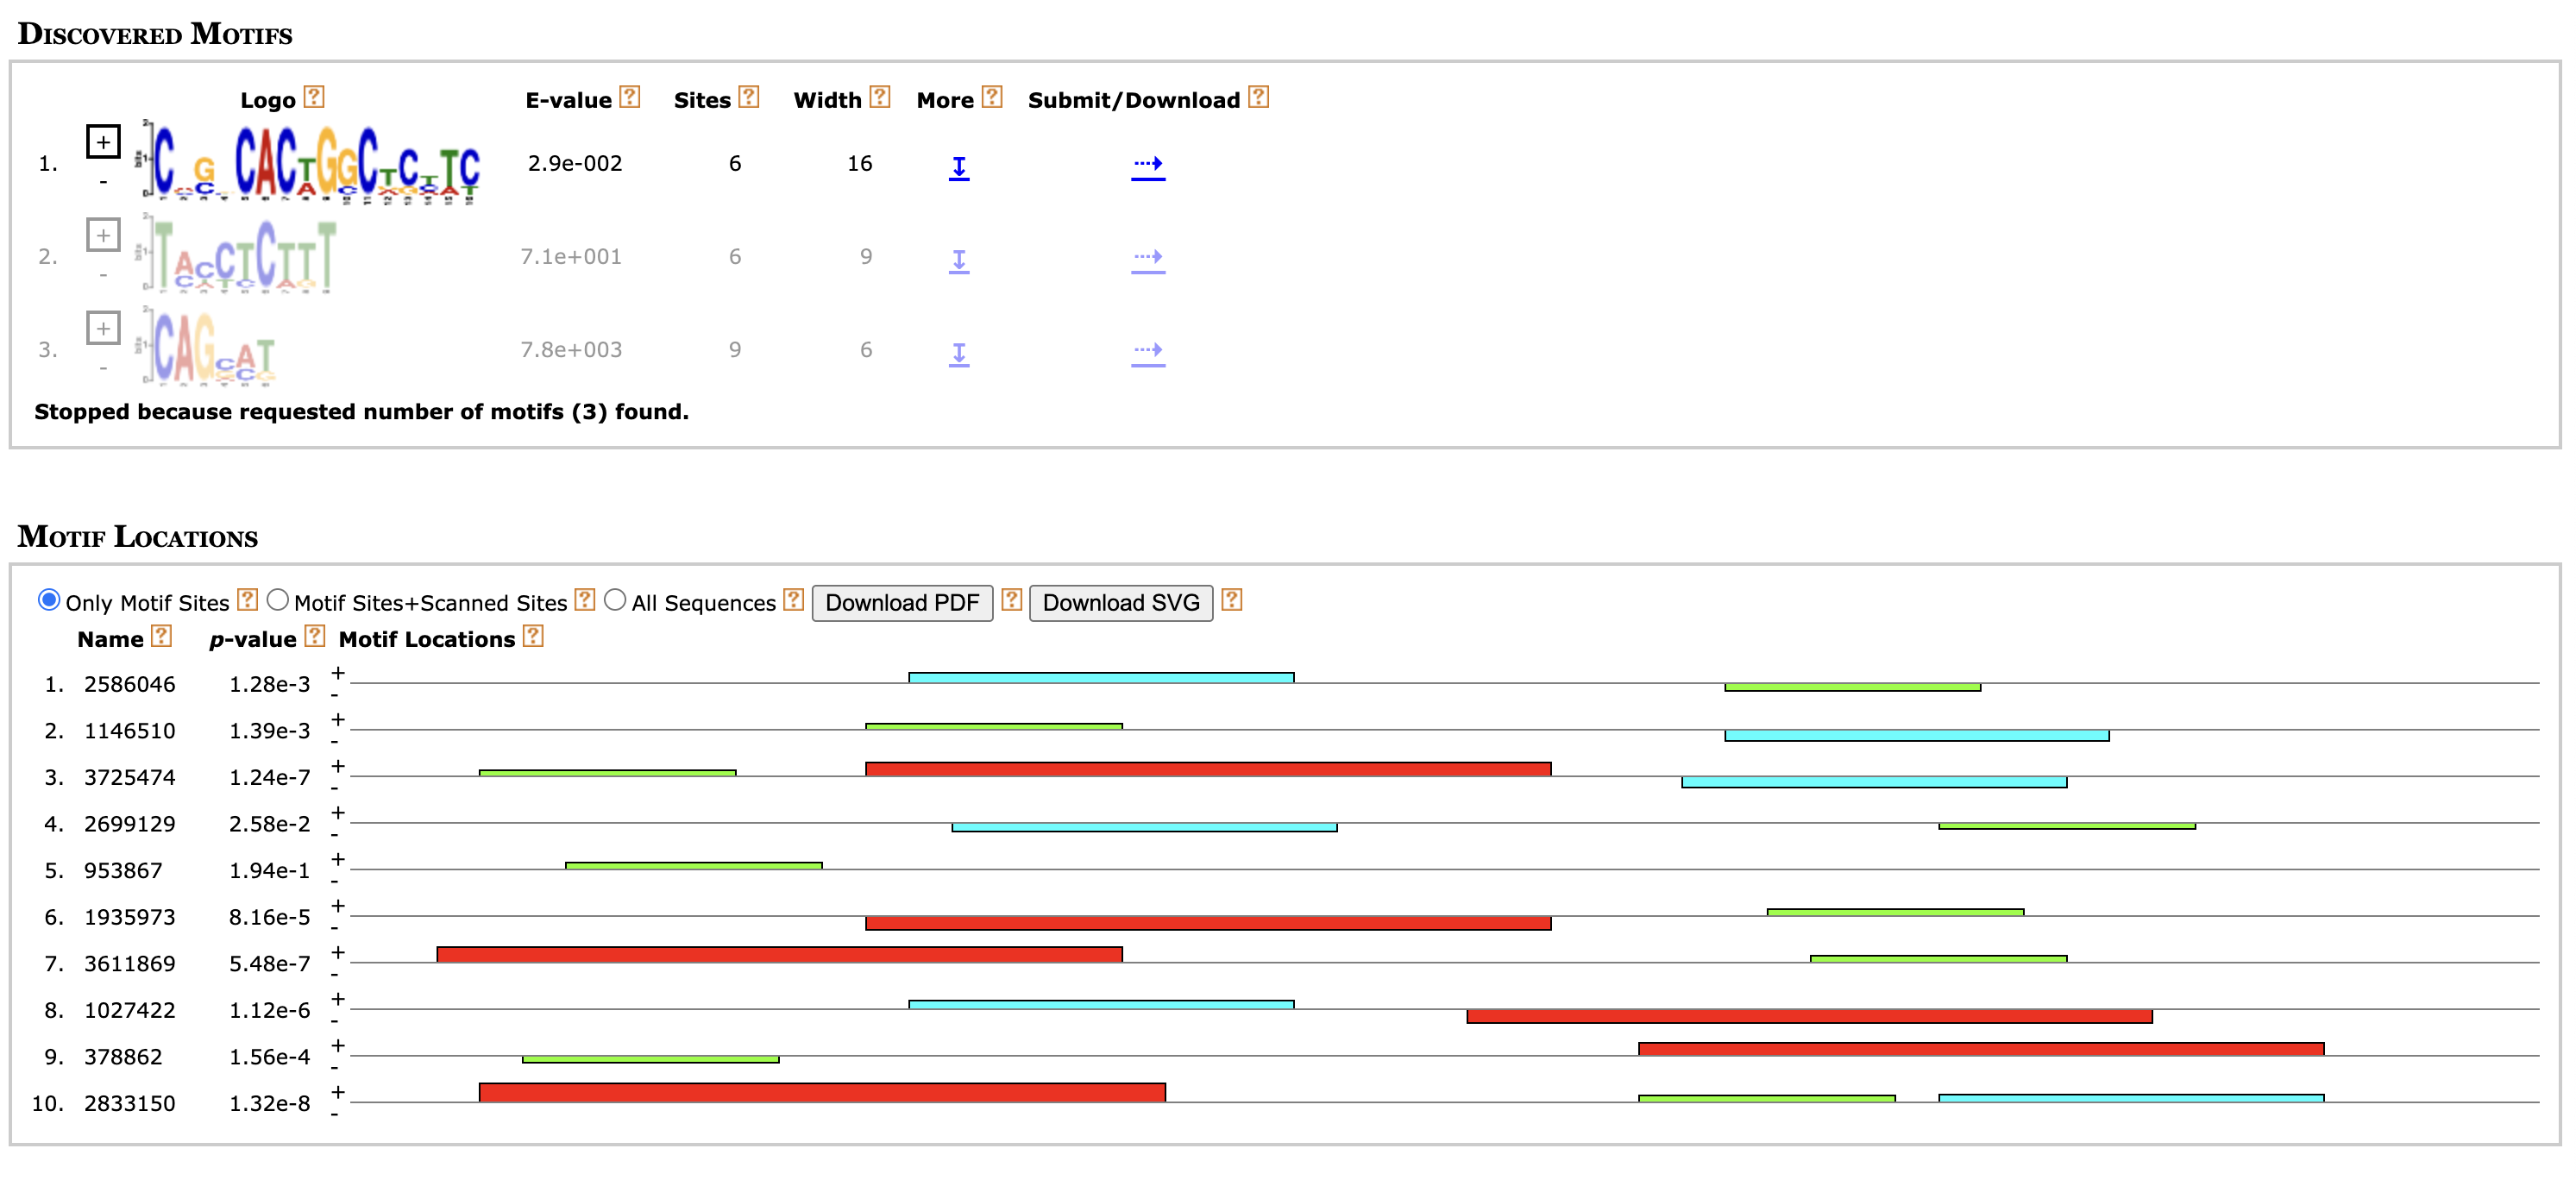 DISCOVERED MOTIFS
Logo ? E-value ? Sites ? Width ? More ? Submit/Download ?
1. + - 2.9e-002 6 16
2. + - 7.1e+001 6 9
3. + - 7.8e+003 9 6
Stopped because requested number of motifs (3) found.
MOTIF LOCATIONS
Only Motif Sites ? Motif Sites+Scanned Sites ? All Sequences ? Download PDF ? Download SVG ?
Name ? p-value ? Motif Locations ?
1. 2586046 1.28e-3 + -
2. 1146510 1.39e-3 + -
3. 3725474 1.24e-7 + -
4. 2699129 2.58e-2 + -
5. 953867 1.94e-1 + -
6. 1935973 8.16e-5 + -
7. 3611869 5.48e-7 + -
8. 1027422 1.12e-6 + -
9. 378862 1.56e-4 + -
10. 2833150 1.32e-8 + -